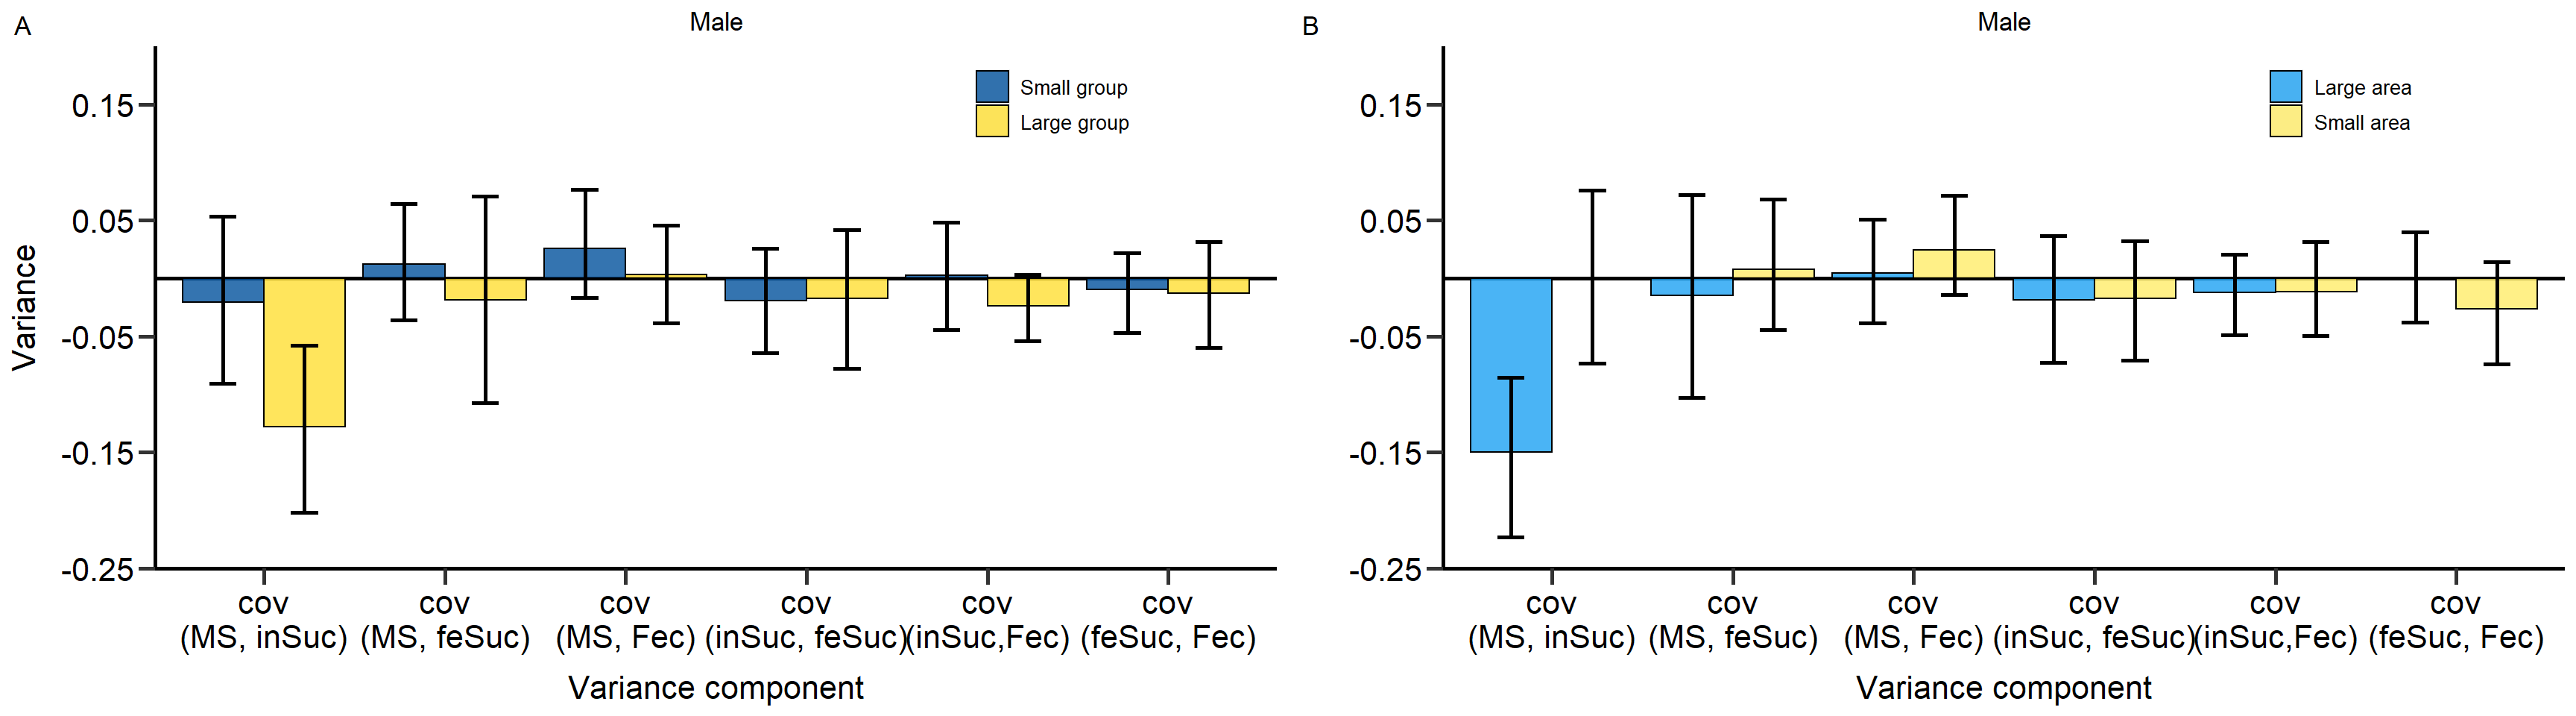 A
Male
Small group
Large group
Variance
0.15
0.05
-0.05
-0.15
-0.25
cov
(MS, inSuc)
cov
(MS, feSuc)
cov
(MS, Fec)
cov
(inSuc, feSuc)
cov
(inSuc,Fec)
cov
(feSuc, Fec)
Variance component
B
Male
Large area
Small area
0.15
0.05
-0.05
-0.15
-0.25
cov
(MS, inSuc)
cov
(MS, feSuc)
cov
(MS, Fec)
cov
(inSuc, feSuc)
cov
(inSuc,Fec)
cov
(feSuc, Fec)
Variance component